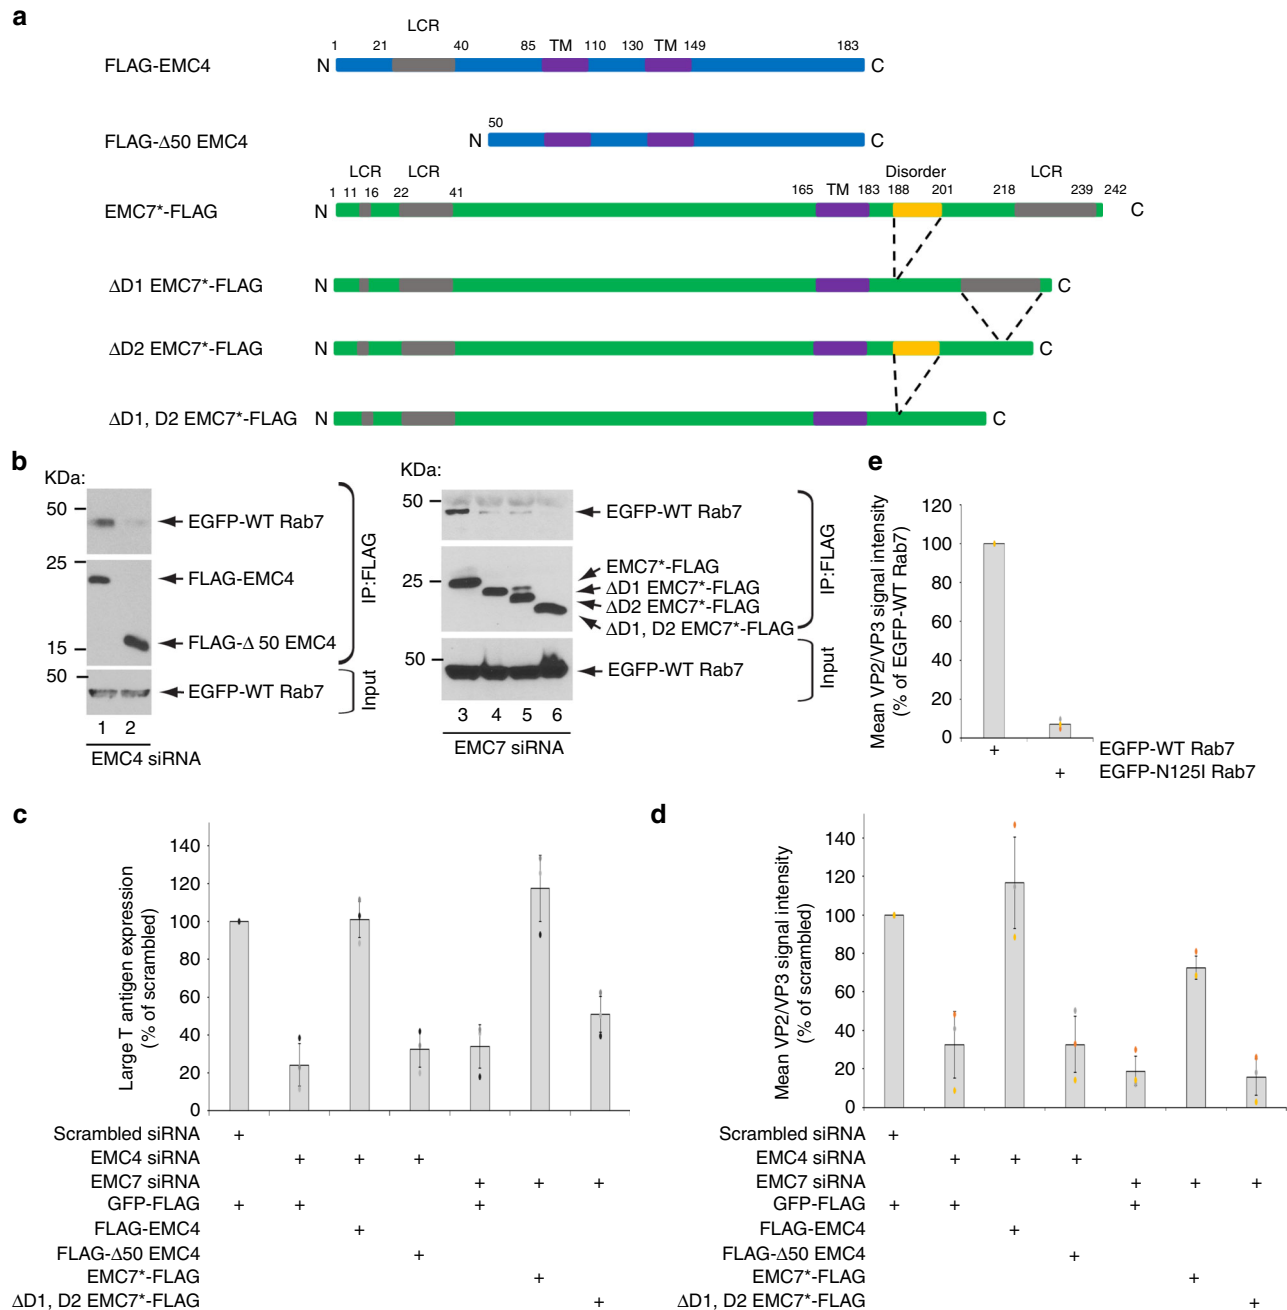 a
LCR
1 21 40 85 TM 110 130 TM 149 183
FLAG-EMC4 N C
50
FLAG-Δ50 EMC4 N C
LCR LCR Disorder LCR
1 11 16 22 41 165 TM 183 188 201 218 239 242
EMC7*-FLAG N C
ΔD1 EMC7*-FLAG N C
ΔD2 EMC7*-FLAG N C
ΔD1, D2 EMC7*-FLAG N C
b
KDa:
50
EGFP-WT Rab7
25
FLAG-EMC4
15
FLAG-Δ 50 EMC4
IP:FLAG
50
EGFP-WT Rab7
Input
1 2
EMC4 siRNA
KDa:
50
EGFP-WT Rab7
25
EMC7*-FLAG
ΔD1 EMC7*-FLAG
ΔD2 EMC7*-FLAG
ΔD1, D2 EMC7*-FLAG
IP:FLAG
50
EGFP-WT Rab7
Input
3 4 5 6
EMC7 siRNA
e
Mean VP2/VP3 signal intensity
(% of EGFP-WT Rab7)
120
100
80
60
40
20
0
+ EGFP-WT Rab7
+ EGFP-N125I Rab7
c
Large T antigen expression
(% of scrambled)
140
120
100
80
60
40
20
0
Scrambled siRNA +
EMC4 siRNA + + +
EMC7 siRNA + + +
GFP-FLAG + + +
FLAG-EMC4 +
FLAG-Δ50 EMC4 +
EMC7*-FLAG +
ΔD1, D2 EMC7*-FLAG +
d
Mean VP2/VP3 signal intensity
(% of scrambled)
140
120
100
80
60
40
20
0
Scrambled siRNA +
EMC4 siRNA + + +
EMC7 siRNA + + +
GFP-FLAG + + +
FLAG-EMC4 +
FLAG-Δ50 EMC4 +
EMC7*-FLAG +
ΔD1, D2 EMC7*-FLAG +